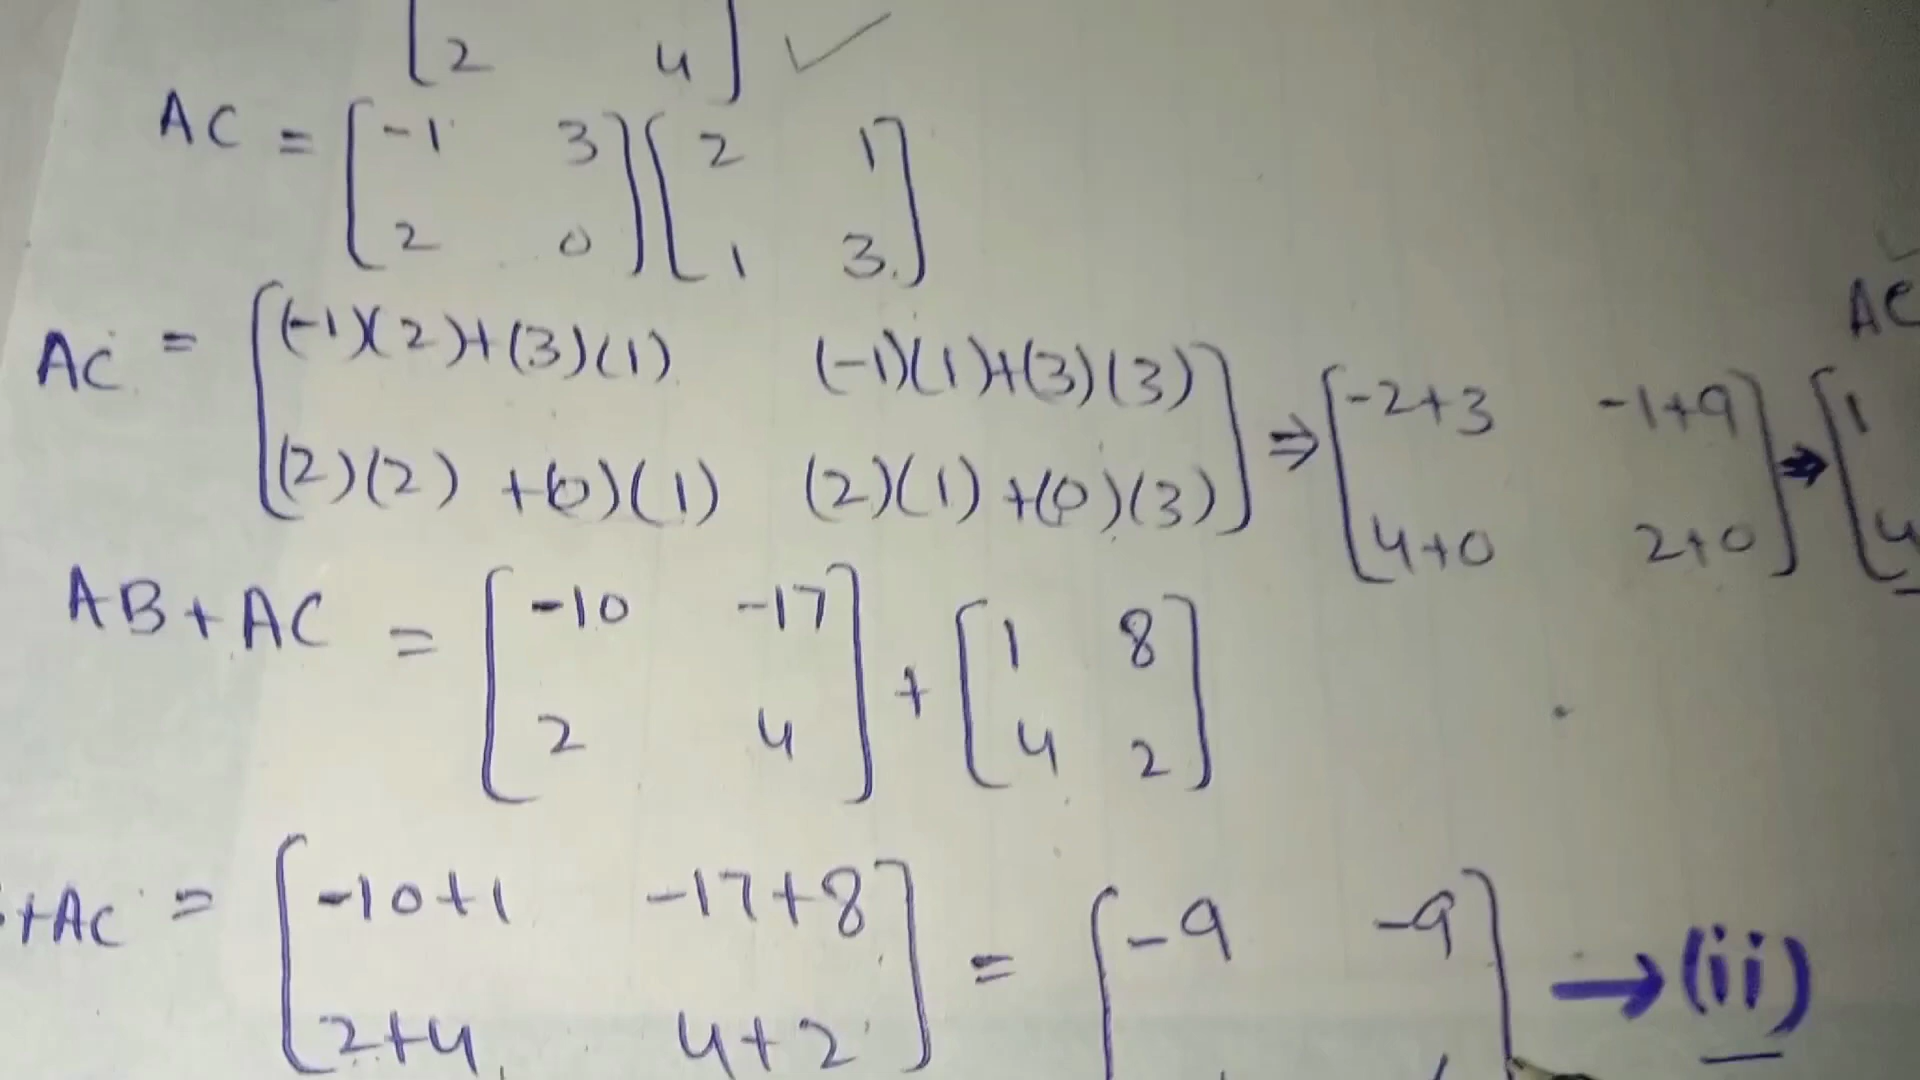 2 4 ✓
AC = [ -1 3 ] [ 2 1 ]
2 0 1 3
AC = [ (-1)(2)+(3)(1) (-1)(1)+(3)(3) ] ⇒ [ -2+3 -1+9 ] ⇒ [ 1
(2)(2) +(0)(1) (2)(1)+(0)(3) 4+0 2+0 4
AC
AB+AC = [ -10 -17 ] + [ 1 8 ]
2 4 4 2
+AC = [ -10+1 -17+8 ] = [ -9 -9 ] → (ii)
2+4 4+2